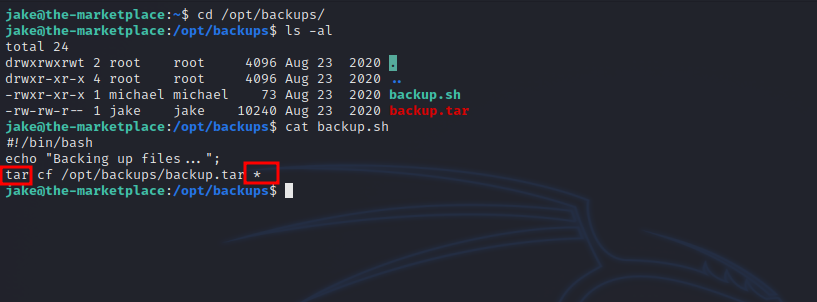 jake@the-marketplace:~$ cd /opt/backups/
jake@the-marketplace:/opt/backups$ ls -al
total 24
drwxrwxrwt 2 root    root     4096 Aug 23  2020 .
drwxr-xr-x 4 root    root     4096 Aug 23  2020 ..
-rwxr-xr-x 1 michael michael    73 Aug 23  2020 backup.sh
-rw-rw-r-- 1 jake    jake    10240 Aug 23  2020 backup.tar
jake@the-marketplace:/opt/backups$ cat backup.sh
#!/bin/bash
echo "Backing up files...";
tar cf /opt/backups/backup.tar *
jake@the-marketplace:/opt/backups$